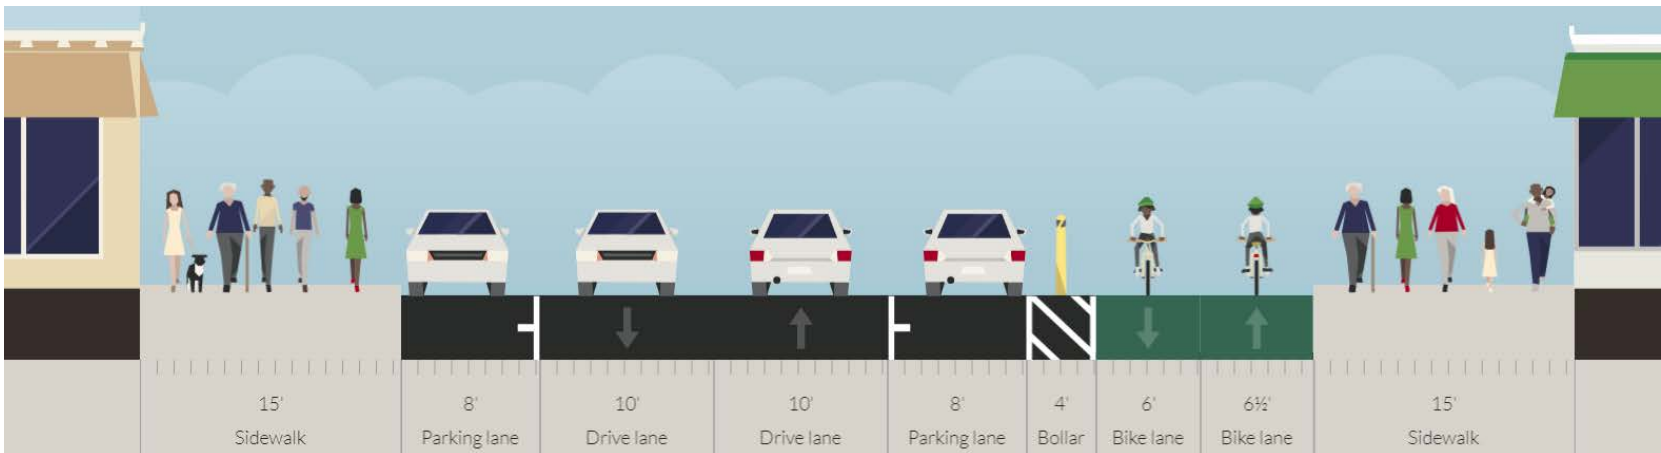 15' 8' 10' 10' 8' 4' 6' 6½' 15'
Sidewalk Parking lane Drive lane Drive lane Parking lane Bollar Bike lane Bike lane Sidewalk